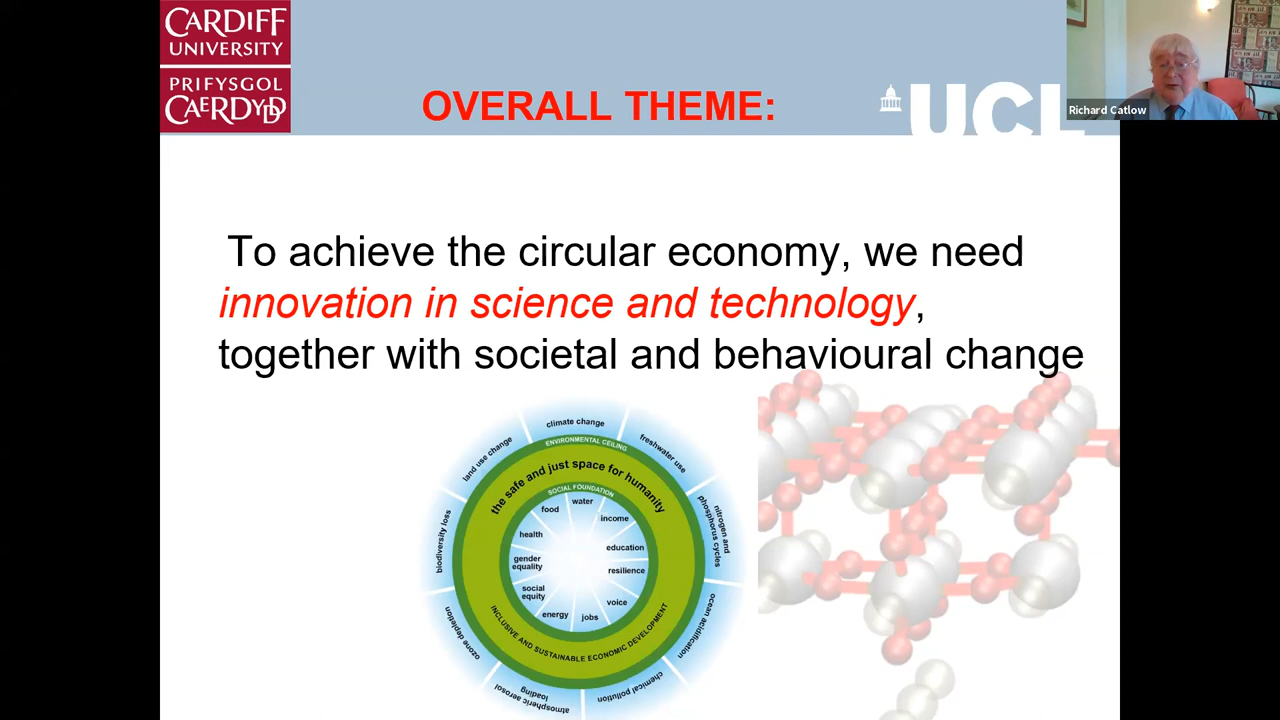 CARDIFF
UNIVERSITY
PRIFYSGOL
CAERDYDD
OVERALL THEME:
UCL
Richard Catlow
To achieve the circular economy, we need
innovation in science and technology,
together with societal and behavioural change
climate change
freshwater use
nitrogen and
phosphorus cycles
ocean acidification
chemical pollution
atmospheric aerosol
loading
ozone depletion
biodiversity loss
land use change
ENVIRONMENTAL CEILING
the safe and just space for humanity
SOCIAL FOUNDATION
water
income
education
resilience
voice
jobs
energy
social
equity
gender
equality
health
food
INCLUSIVE AND SUSTAINABLE ECONOMIC DEVELOPMENT